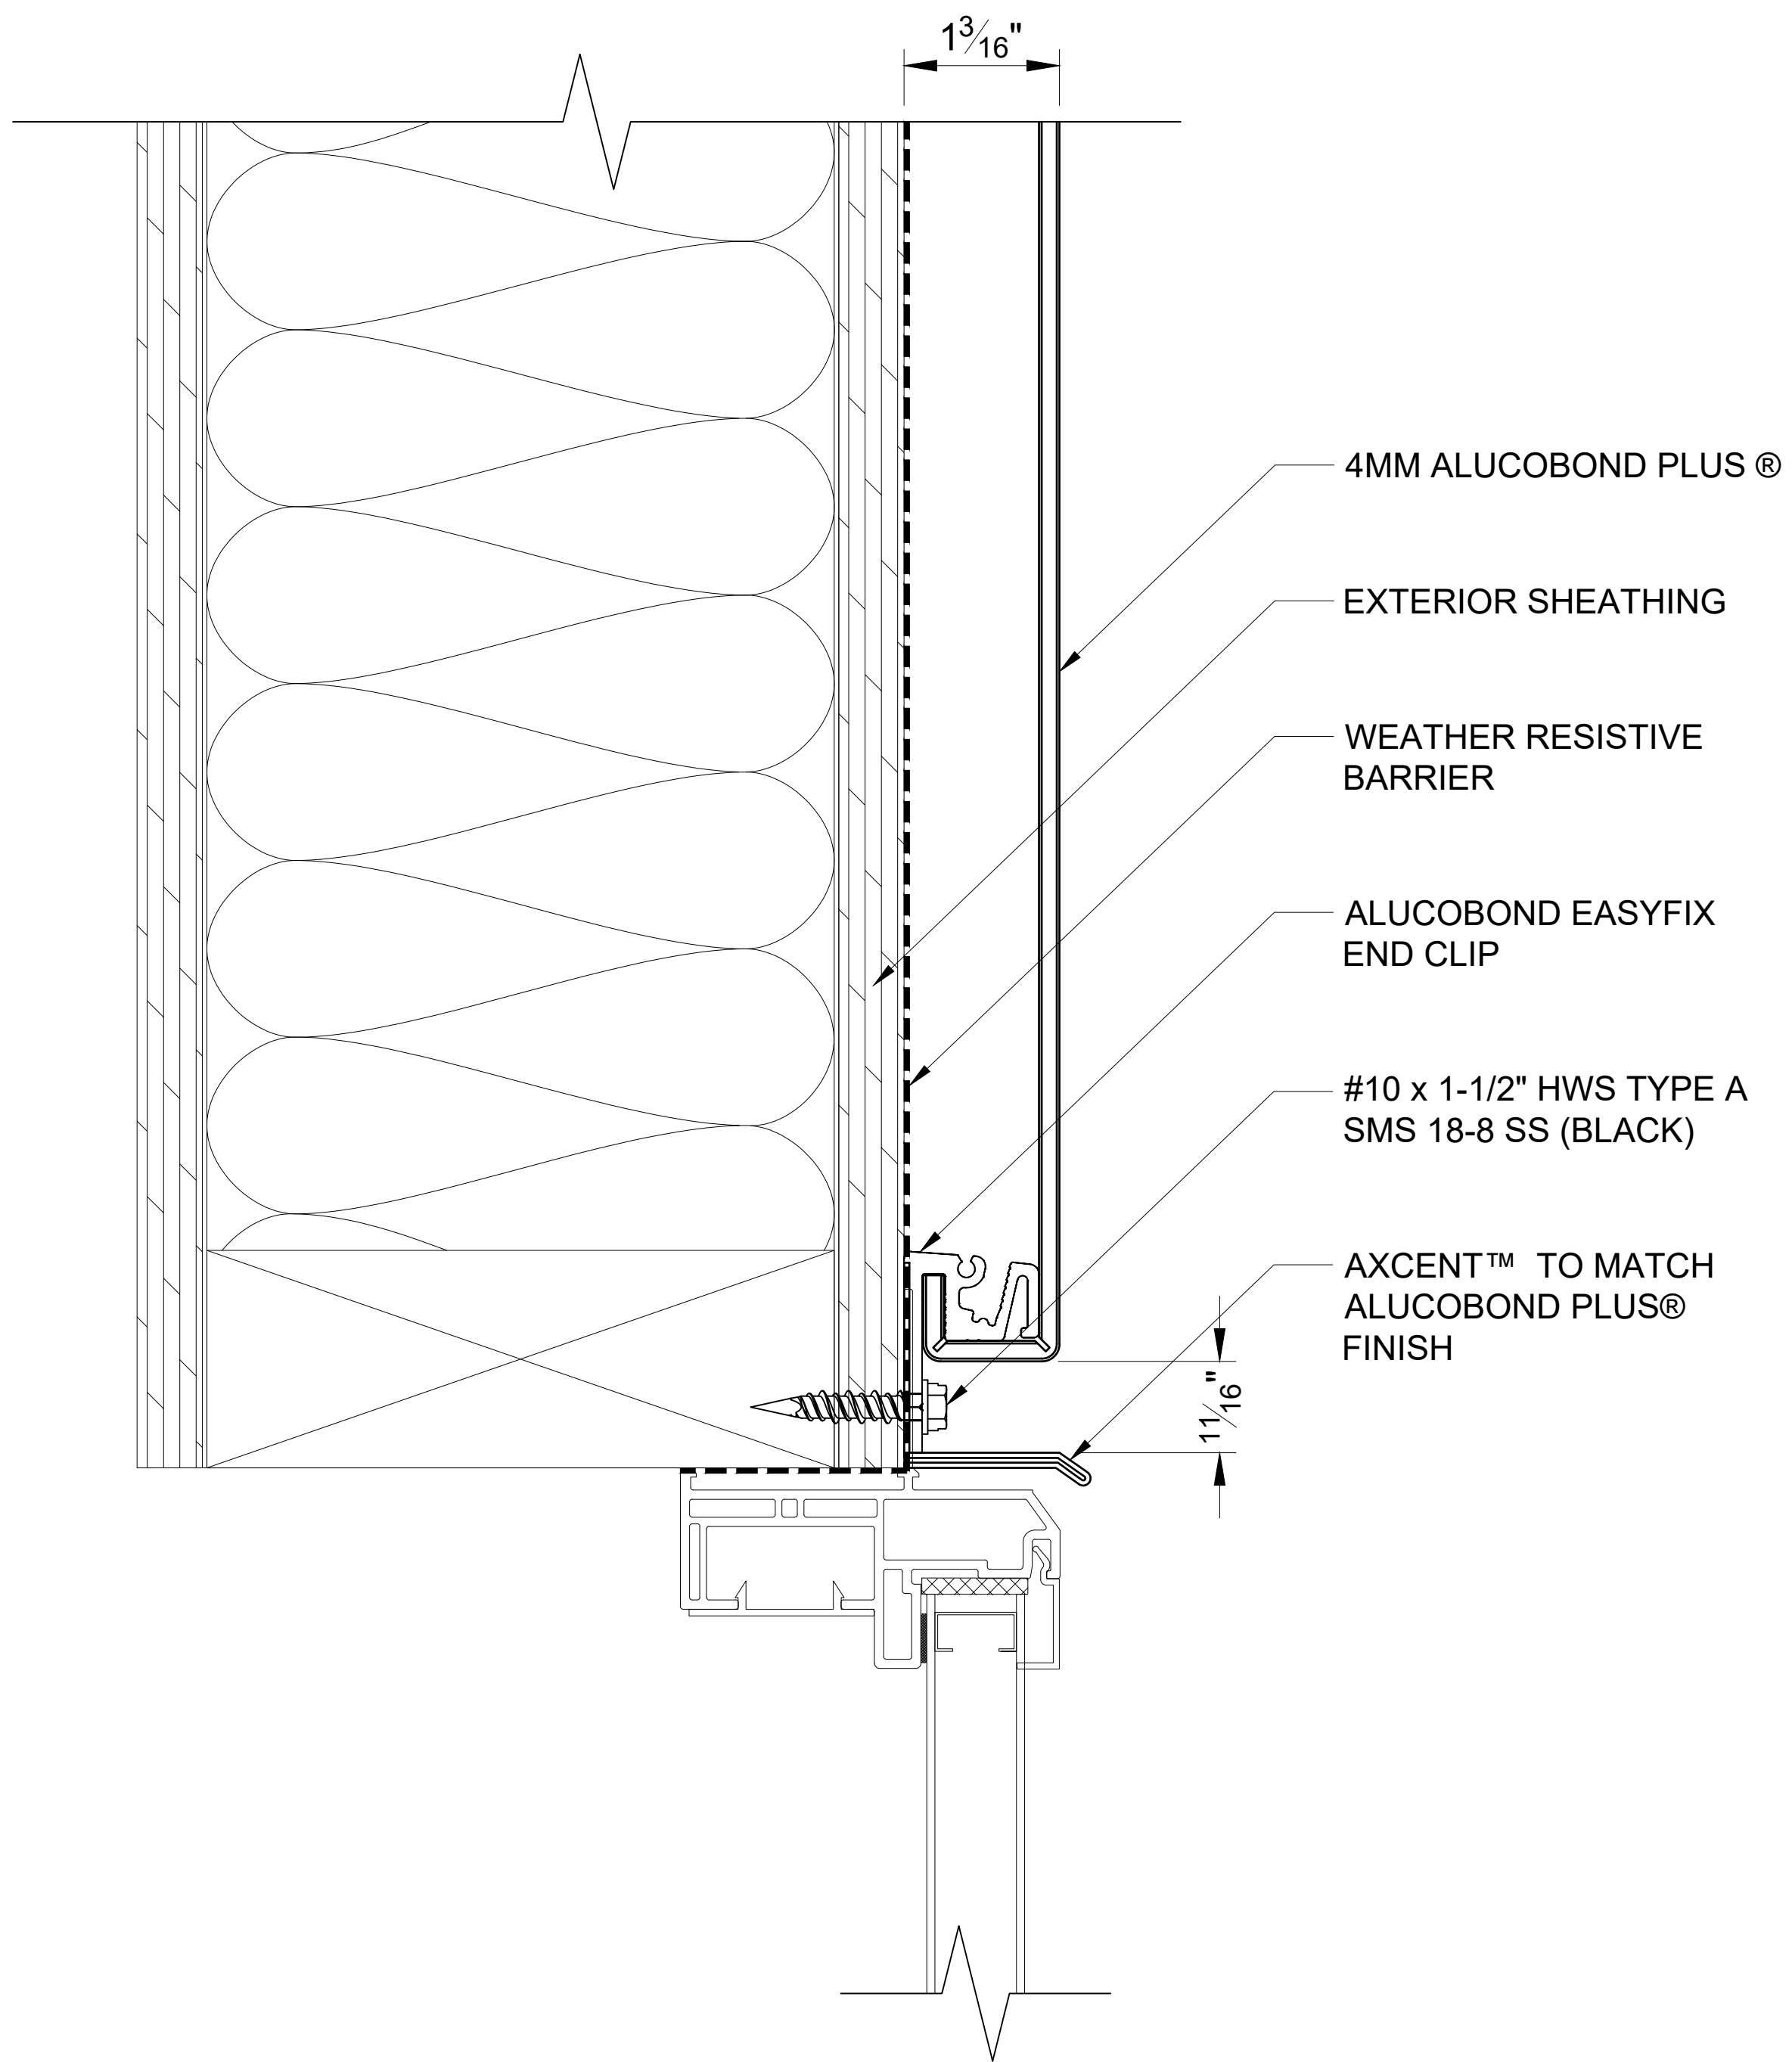 1 3/16"
4MM ALUCOBOND PLUS ®
EXTERIOR SHEATHING
WEATHER RESISTIVE
BARRIER
ALUCOBOND EASYFIX
END CLIP
#10 x 1-1/2" HWS TYPE A
SMS 18-8 SS (BLACK)
AXCENT™ TO MATCH
ALUCOBOND PLUS®
FINISH
11/16"